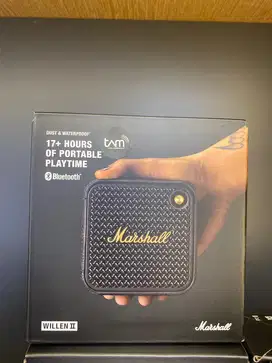 DUST & WATERPROOF
17+ HOURS
OF PORTABLE
PLAYTIME
Bluetooth®
tam
Marshall
WILLEN II
Marshall